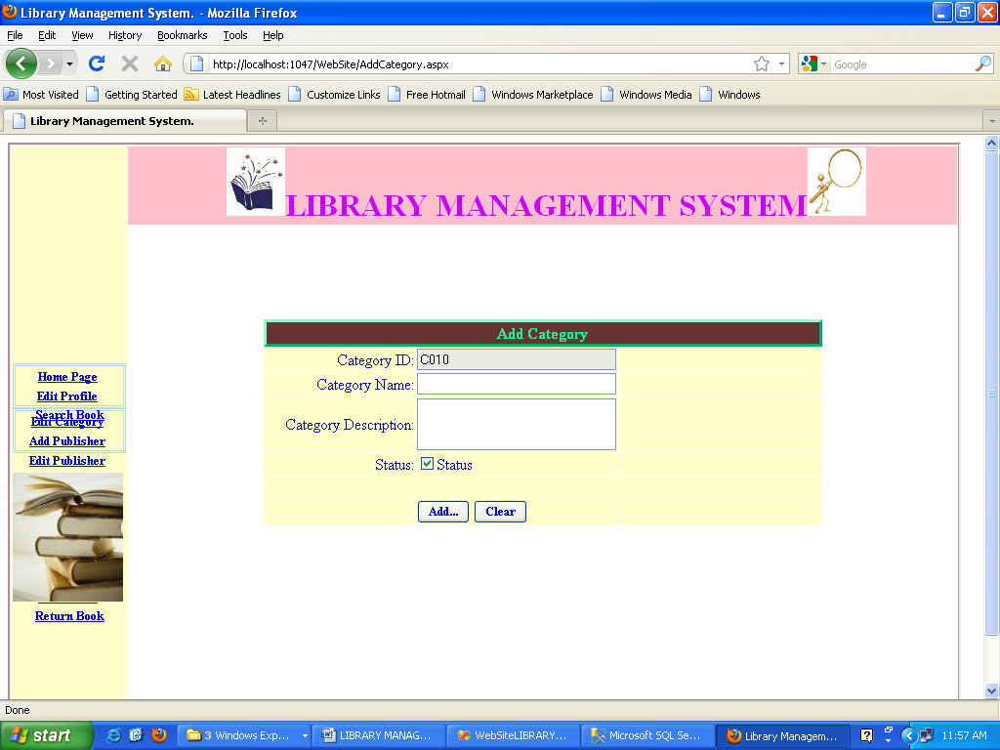 Library Management System. - Mozilla Firefox
File Edit View History Bookmarks Tools Help
http://localhost:1047/WebSite/AddCategory.aspx
Google
Most Visited Getting Started Latest Headlines Customize Links Free Hotmail Windows Marketplace Windows Media Windows
Library Management System.
LIBRARY MANAGEMENT SYSTEM
Add Category
Category ID: C010
Category Name:
Category Description:
Status: Status
Add... Clear
Home Page
Edit Profile
Search Book
Edit Category
Add Publisher
Edit Publisher
Return Book
Done
start 3 Windows Exp... LIBRARY MANAG... WebSiteLIBRARY... Microsoft SQL Se... Library Managem... 11:57 AM